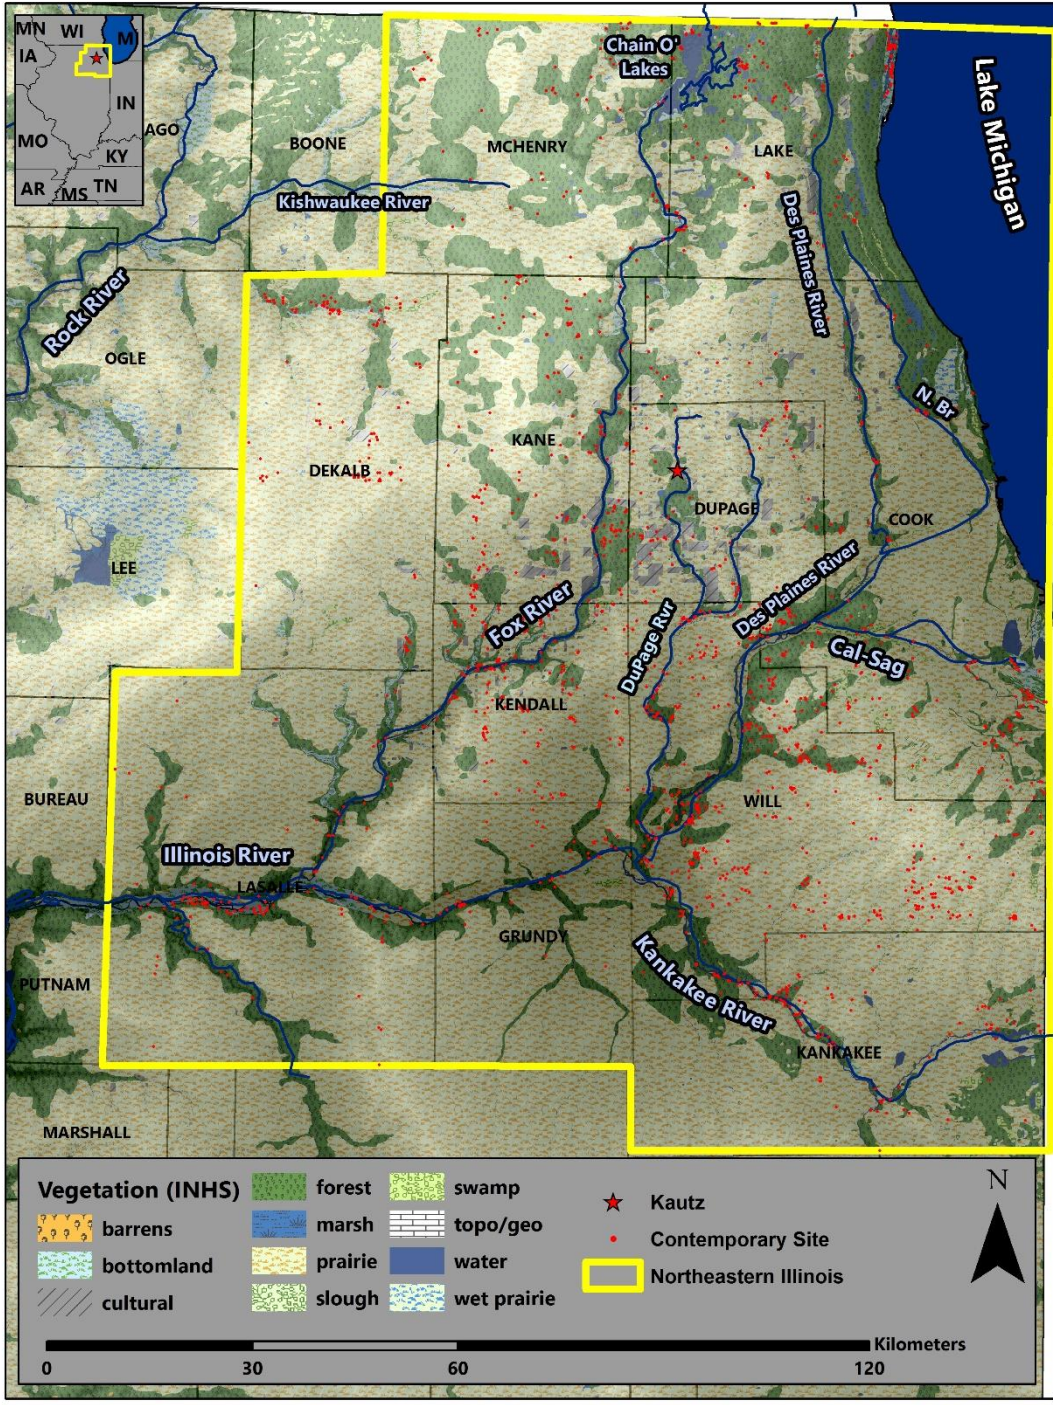 MN
WI
MI
IA
IN
MO
KY
AR
MS
TN
AGO
BOONE
MCHENRY
Chain O'
Lakes
LAKE
Lake Michigan
Kishwaukee River
Des Plaines River
Rock River
OGLE
N. Br
KANE
DEKALB
DUPAGE
COOK
LEE
Fox River
DuPage Rvr
Des Plaines River
Cal-Sag
KENDALL
BUREAU
WILL
Illinois River
LASALLE
GRUNDY
Kankakee River
PUTNAM
KANKAKEE
MARSHALL
Vegetation (INHS)
barrens
bottomland
cultural
forest
marsh
prairie
slough
swamp
topo/geo
water
wet prairie
Kautz
Contemporary Site
Northeastern Illinois
N
Kilometers
0 30 60 120